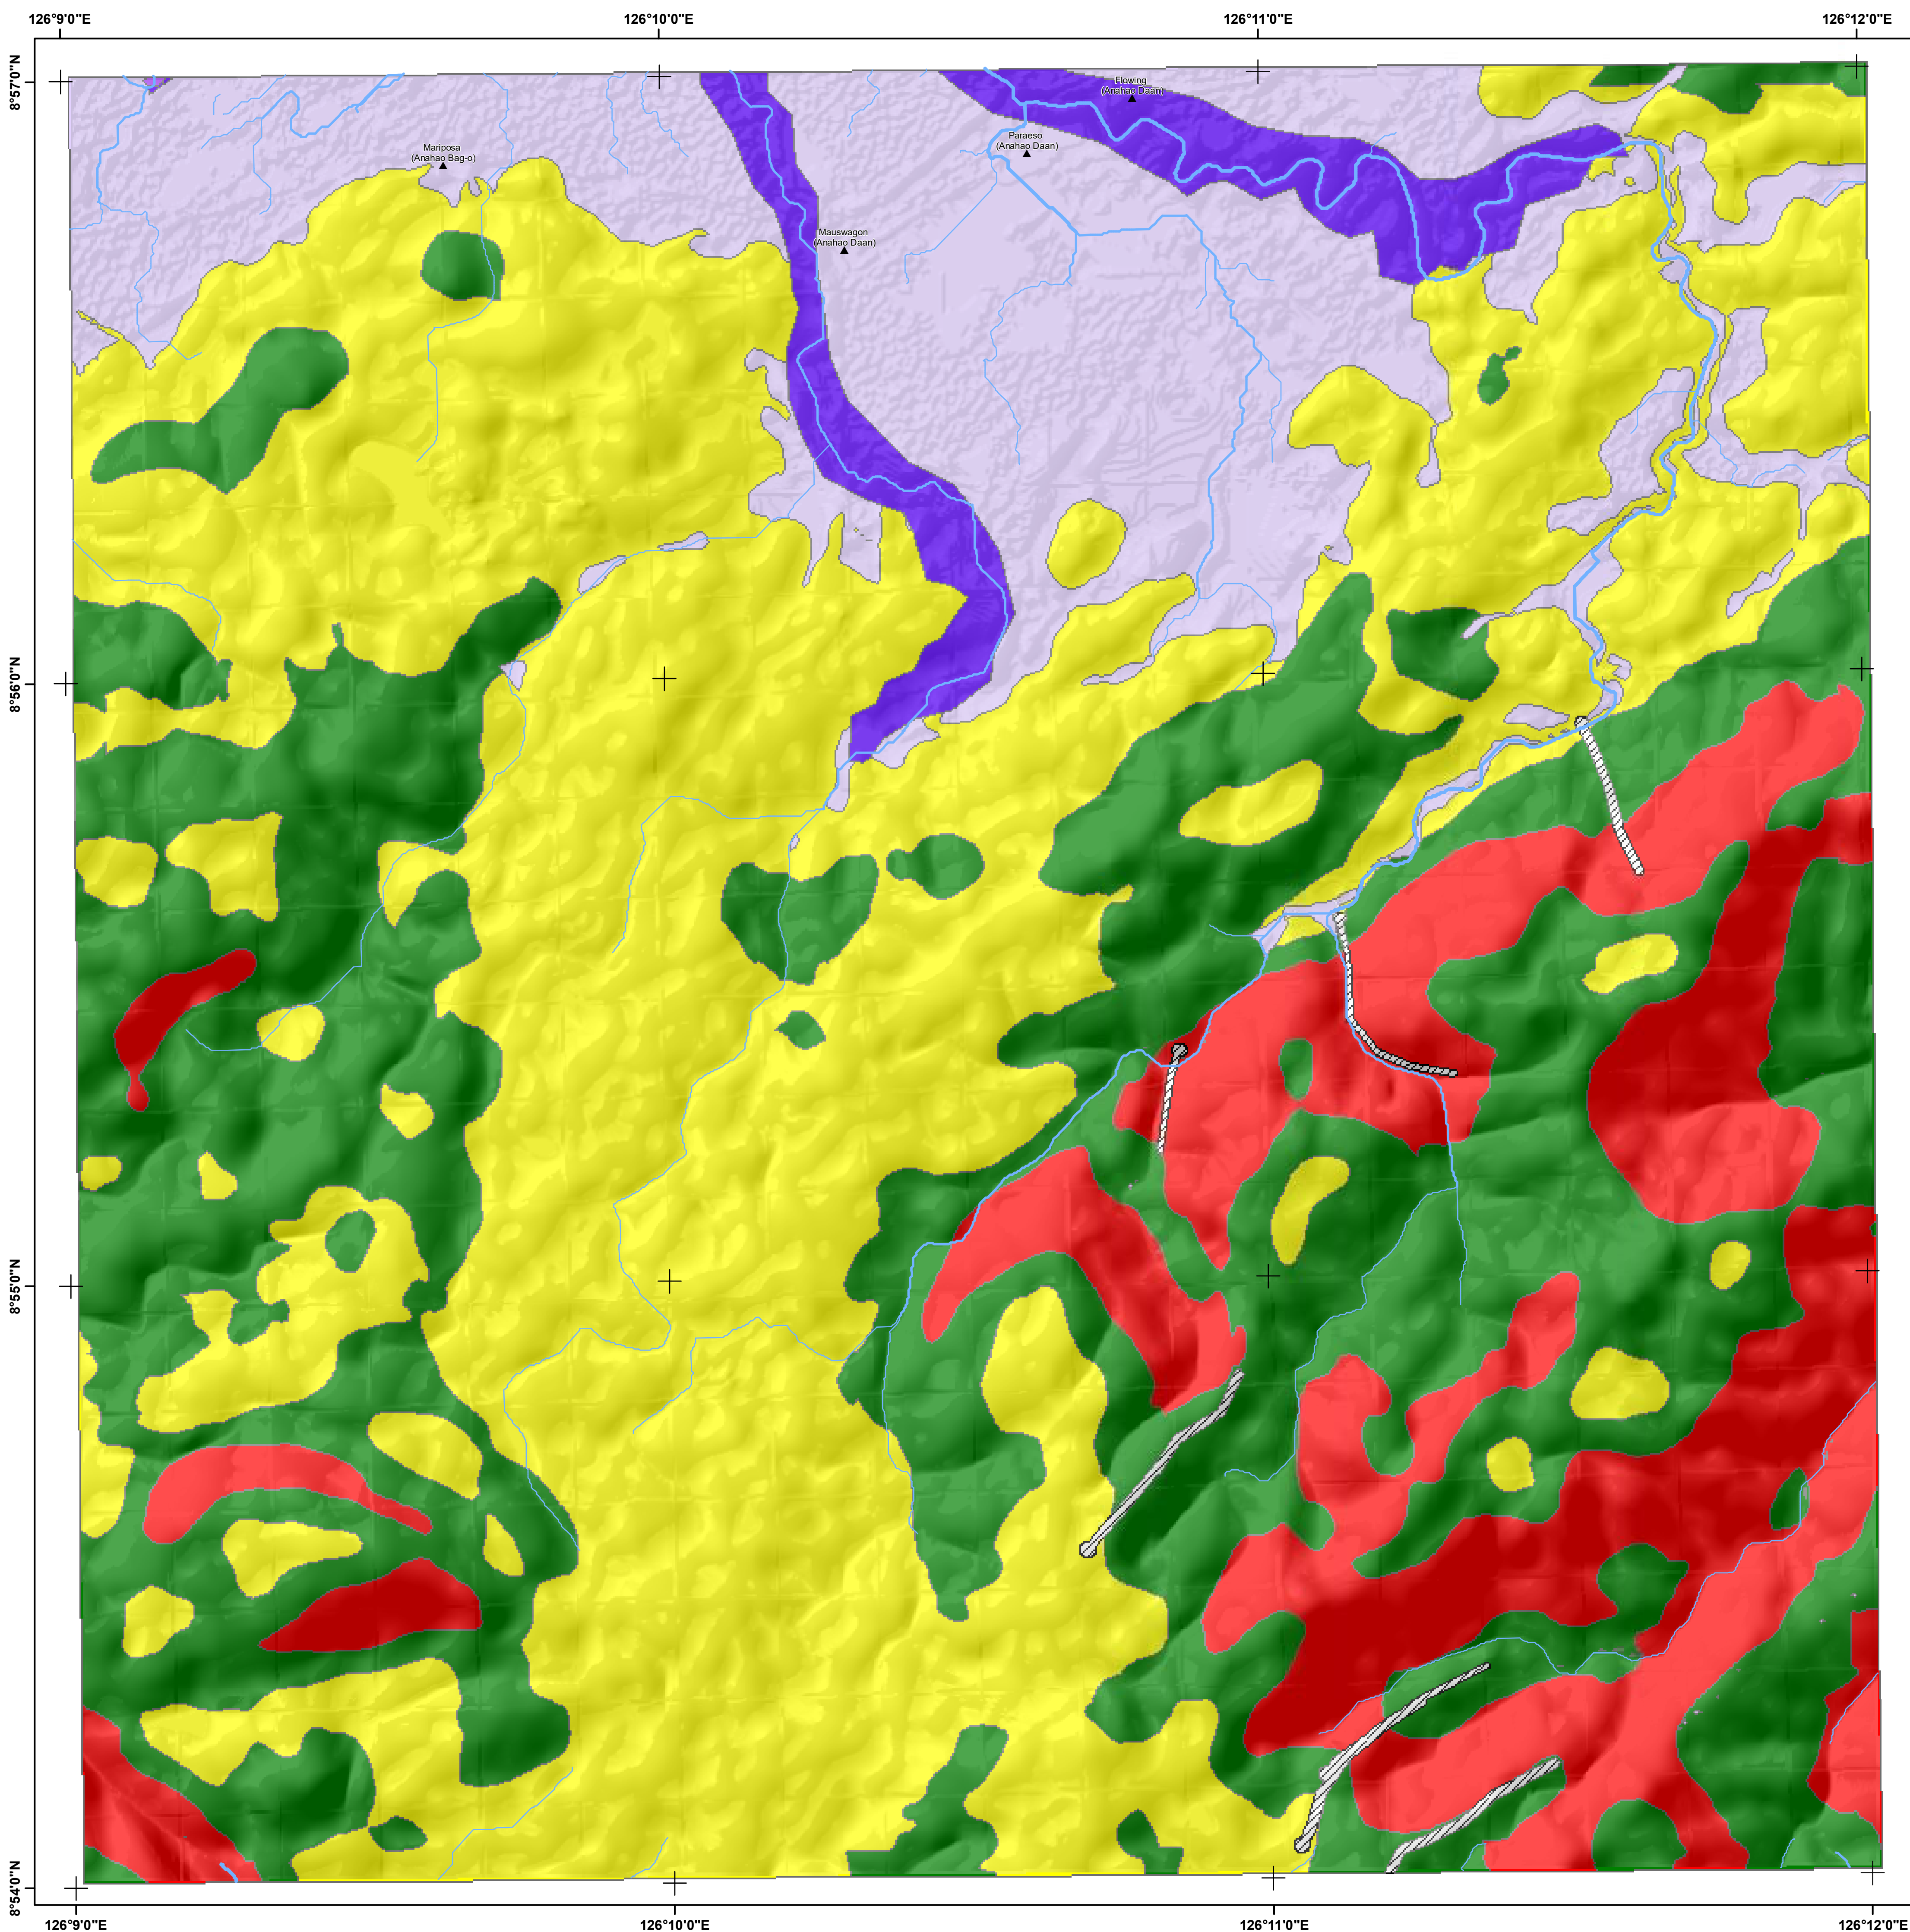 126°9'0"E 126°10'0"E 126°11'0"E 126°12'0"E
8°57'0"N
Flowing
(Anahao Daan)
Paraeso
(Anahao Daan)
Mariposa
(Anahao Bag-o)
Mauswagon
(Anahao Daan)
8°56'0"N
8°55'0"N
8°54'0"N
126°9'0"E 126°10'0"E 126°11'0"E 126°12'0"E